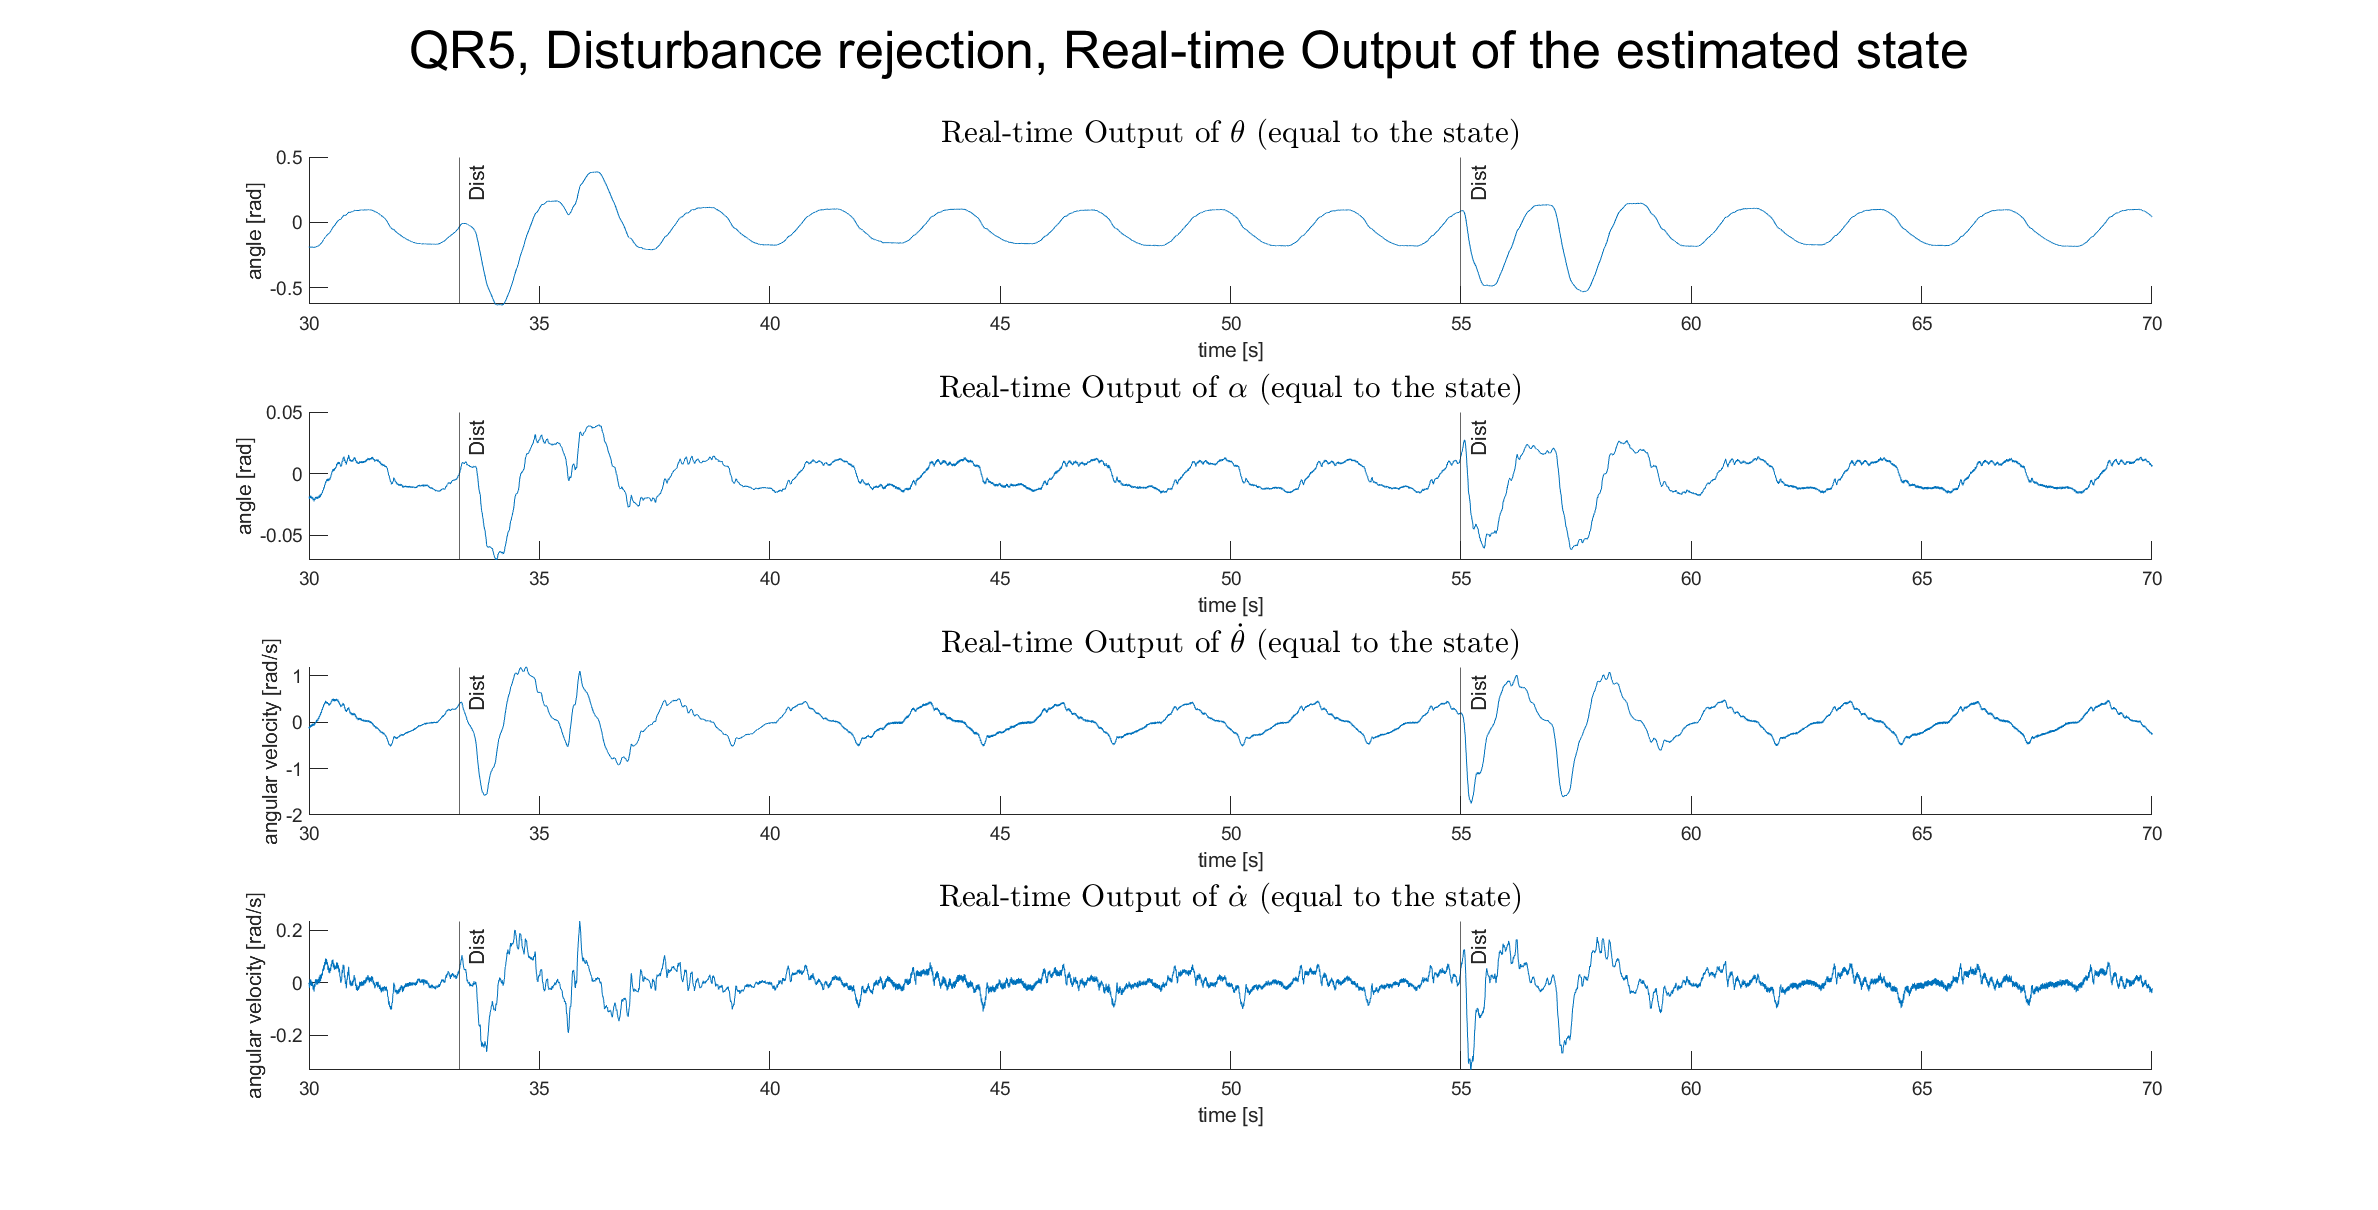 QR5, Disturbance rejection, Real-time Output of the estimated state
Real-time Output of θ (equal to the state)
angle [rad]
0.5
0
-0.5
Dist
Dist
30 35 40 45 50 55 60 65 70
time [s]
Real-time Output of α (equal to the state)
angle [rad]
0.05
0
-0.05
Dist
Dist
30 35 40 45 50 55 60 65 70
time [s]
Real-time Output of θ̇ (equal to the state)
angular velocity [rad/s]
1
0
-1
-2
Dist
Dist
30 35 40 45 50 55 60 65 70
time [s]
Real-time Output of α̇ (equal to the state)
angular velocity [rad/s]
0.2
0
-0.2
Dist
Dist
30 35 40 45 50 55 60 65 70
time [s]